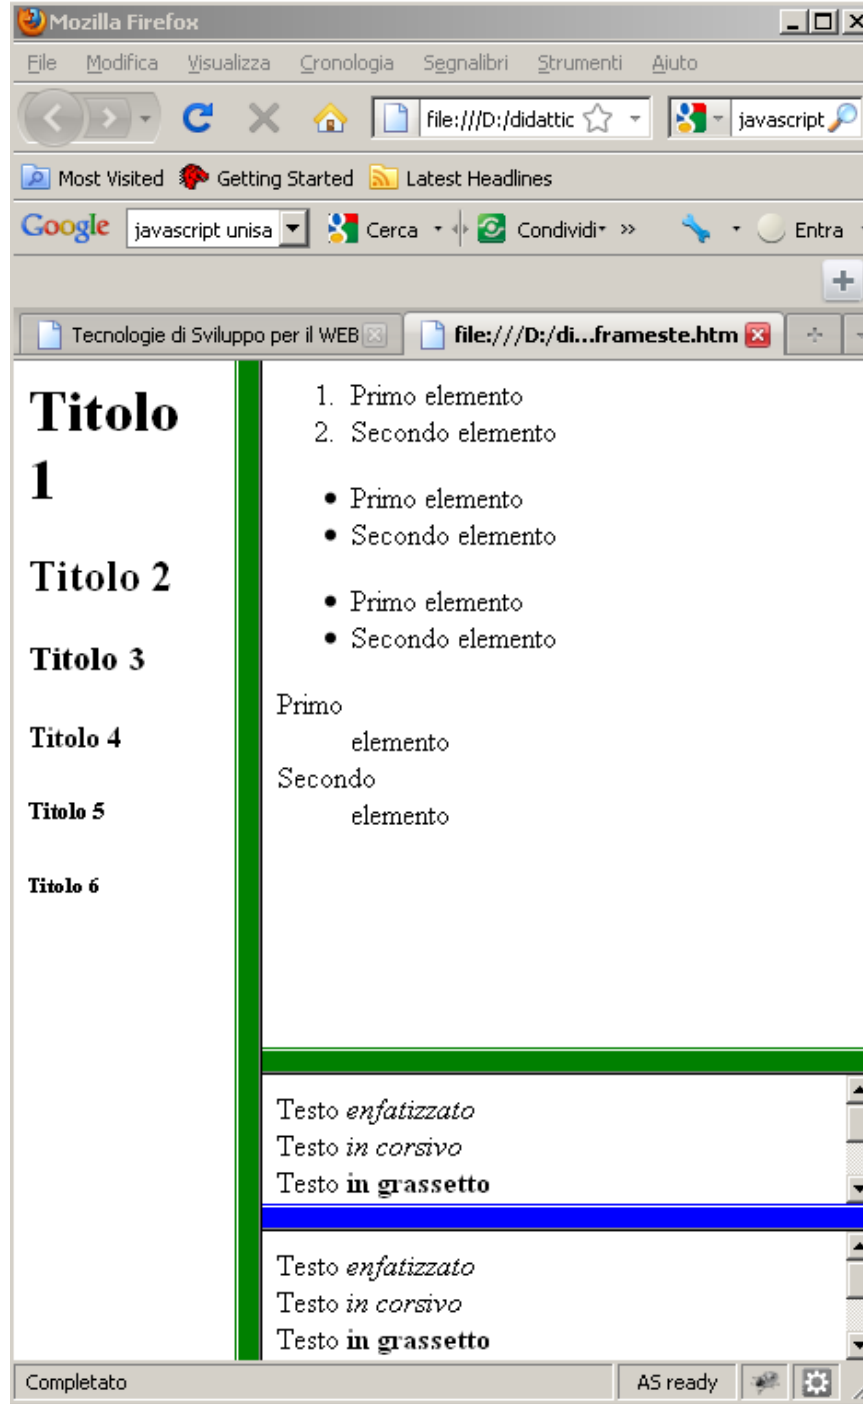 Mozilla Firefox
File Modifica Visualizza Cronologia Segnalibri Strumenti Aiuto
file:///D:/didattic javascript
Most Visited Getting Started Latest Headlines
Google javascript unisa Cerca Condividi Entra
Tecnologie di Sviluppo per il WEB file:///D:/di...frameste.htm
Titolo
1
Titolo 2
Titolo 3
Titolo 4
Titolo 5
Titolo 6
1. Primo elemento
2. Secondo elemento
• Primo elemento
• Secondo elemento
• Primo elemento
• Secondo elemento
Primo
elemento
Secondo
elemento
Testo enfatizzato
Testo in corsivo
Testo in grassetto
Testo enfatizzato
Testo in corsivo
Testo in grassetto
Completato AS ready